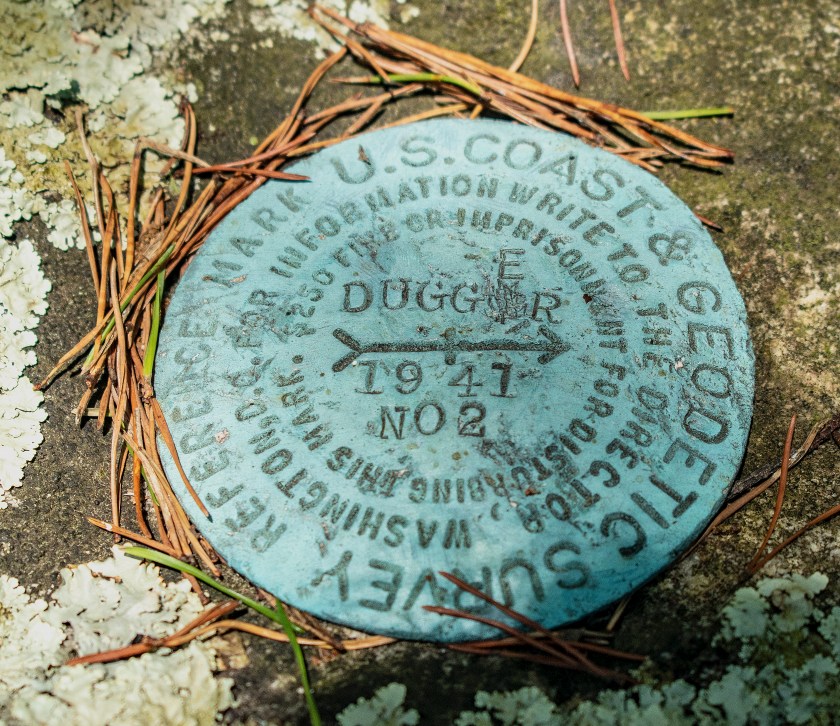 U.S. COAST & GEODETIC SURVEY
REFERENCE MARK
FOR INFORMATION WRITE TO THE DIRECTOR, WASHINGTON, D.C.
$250 FINE OR IMPRISONMENT FOR DISTURBING THIS MARK.
E
DUGGER
1941
NO 2